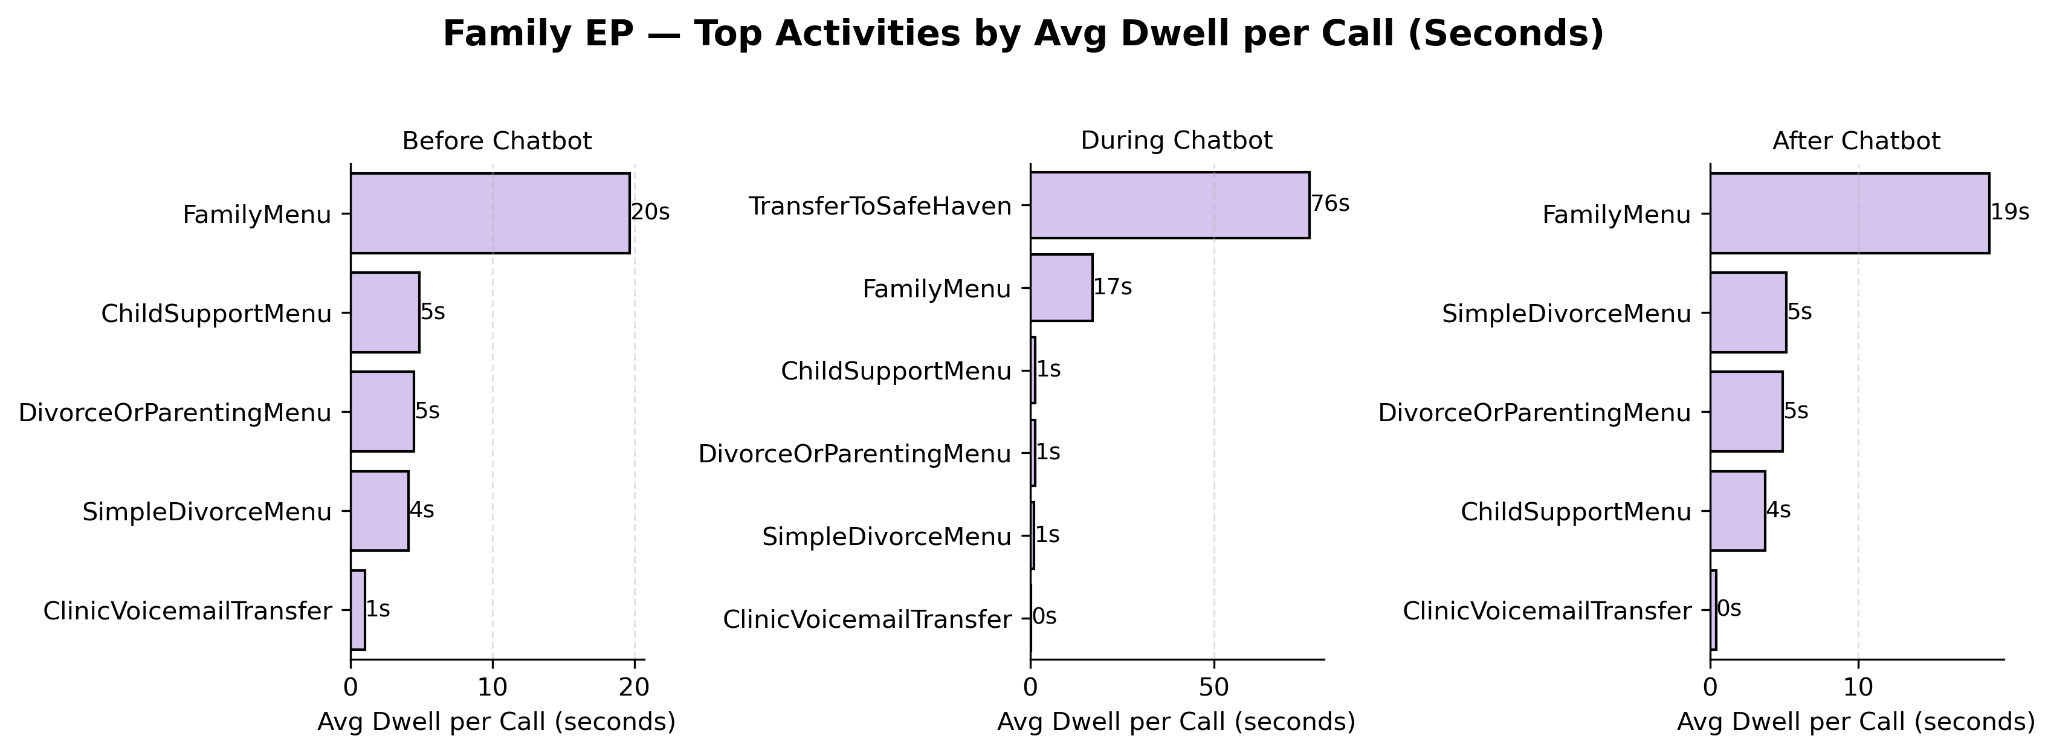 Family EP — Top Activities by Avg Dwell per Call (Seconds)
Before Chatbot
FamilyMenu
20s
ChildSupportMenu
5s
DivorceOrParentingMenu
5s
SimpleDivorceMenu
4s
ClinicVoicemailTransfer
1s
0 10 20
Avg Dwell per Call (seconds)
During Chatbot
TransferToSafeHaven
76s
FamilyMenu
17s
ChildSupportMenu
1s
DivorceOrParentingMenu
1s
SimpleDivorceMenu
1s
ClinicVoicemailTransfer
0s
0 50
Avg Dwell per Call (seconds)
After Chatbot
FamilyMenu
19s
SimpleDivorceMenu
5s
DivorceOrParentingMenu
5s
ChildSupportMenu
4s
ClinicVoicemailTransfer
0s
0 10
Avg Dwell per Call (seconds)